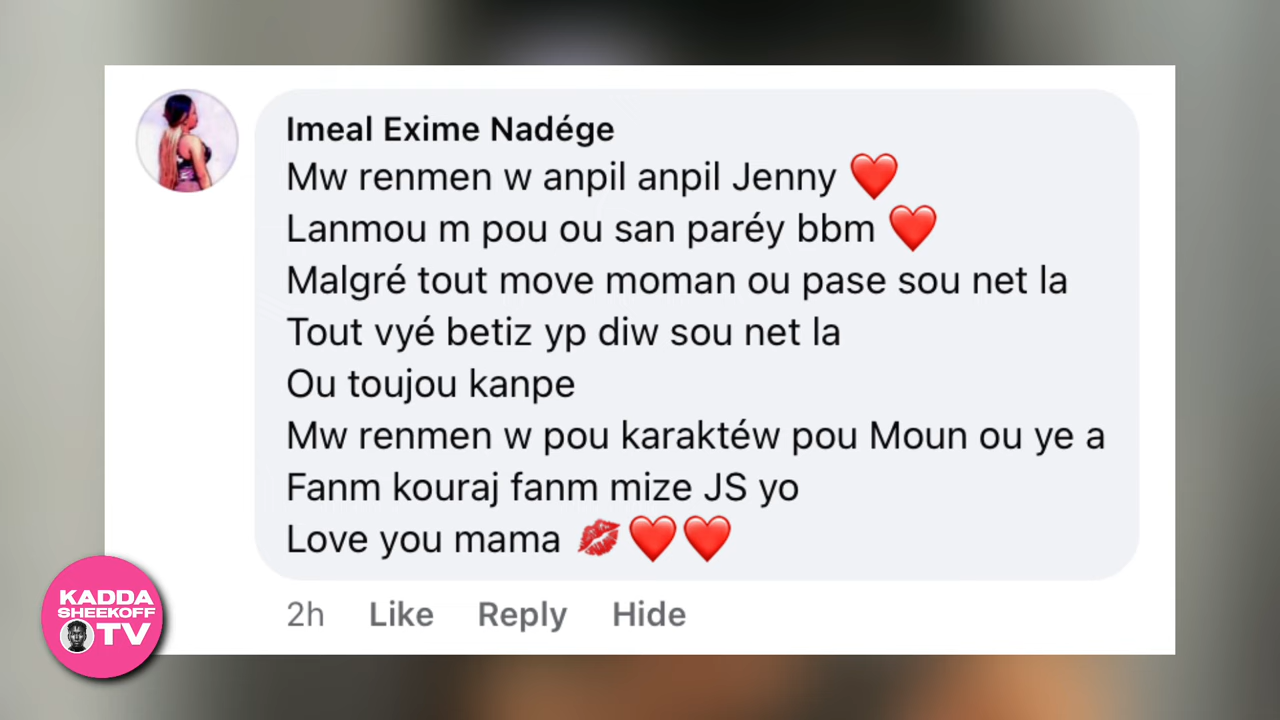 Imeal Exime Nadége
Mw renmen w anpil anpil Jenny ❤️
Lanmou m pou ou san paréy bbm ❤️
Malgré tout move moman ou pase sou net la
Tout vyé betiz yp diw sou net la
Ou toujou kanpe
Mw renmen w pou karaktéw pou Moun ou ye a
Fanm kouraj fanm mize JS yo
Love you mama 💋❤️❤️
2h Like Reply Hide
KADDA
SHEEKOFF
TV